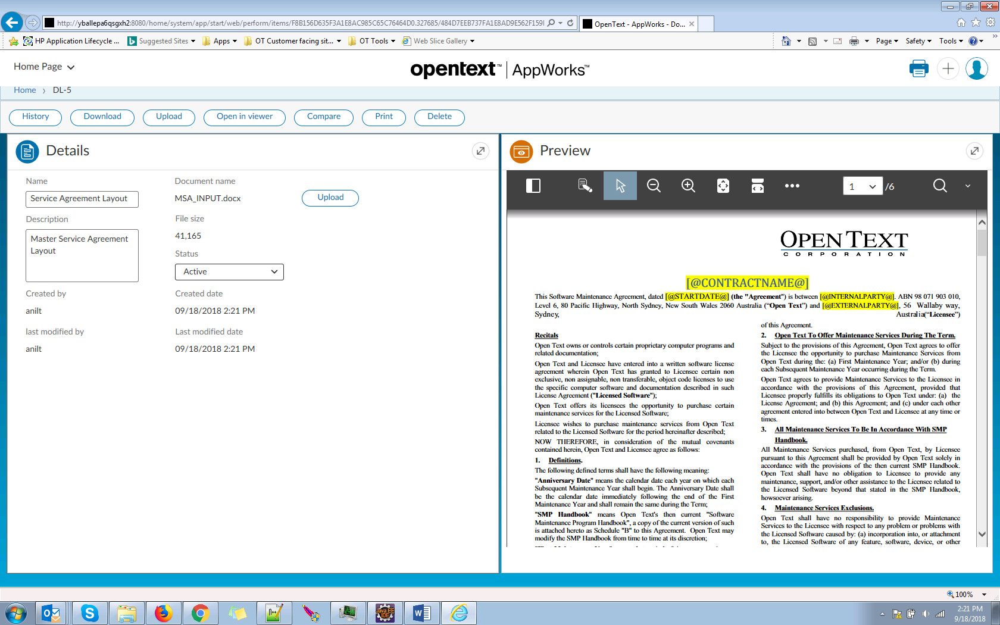 http://yballepa6qsgxh2:8080/home/system/app/start/web/perform/items/F8B156D635F3A1E8AC985C65C76464D0.327685/484D7EEB737FA1E8AD9E562F159
OpenText - AppWorks - Do...
HP Application Lifecycle ...
Suggested Sites
Apps
OT Customer facing sit...
OT Tools
Web Slice Gallery
Page
Safety
Tools
Home Page
opentext™ | AppWorks™
Home › DL-5
History
Download
Upload
Open in viewer
Compare
Print
Delete
Details
Name
Service Agreement Layout
Description
Master Service Agreement
Layout
Created by
anilt
last modified by
anilt
Document name
MSA_INPUT.docx
Upload
File size
41,165
Status
Active
Created date
09/18/2018 2:21 PM
Last modified date
09/18/2018 2:21 PM
Preview
1 /6
OPEN TEXT
CORPORATION
[@CONTRACTNAME@]
This Software Maintenance Agreement, dated [@STARTDATE@] (the "Agreement") is between [@INTERNALPARTY@]. ABN 98 071 903 010,
Level 6, 80 Pacific Highway, North Sydney, New South Wales 2060 Australia (“Open Text”) and [@EXTERNALPARTY@], 56 Wallaby way,
Sydney, Australia(“Licensee”)
Recitals
Open Text owns or controls certain proprietary computer programs and
related documentation;
Open Text and Licensee have entered into a written software license
agreement wherein Open Text has granted to Licensee certain non
exclusive, non assignable, non transferable, object code licenses to use
the specific computer software and documentation described in such
License Agreement ("Licensed Software");
Open Text offers its licensees the opportunity to purchase certain
maintenance services for the Licensed Software;
Licensee wishes to purchase maintenance services from Open Text
related to the Licensed Software for the period hereinafter described;
NOW THEREFORE, in consideration of the mutual covenants
contained herein, Open Text and Licensee agree as follows:
1. Definitions.
The following defined terms shall have the following meaning:
"Anniversary Date" means the calendar date each year on which each
Subsequent Maintenance Year shall begin. The Anniversary Date shall
be the calendar date immediately following the end of the First
Maintenance Year and shall remain the same during the Term;
"SMP Handbook" means Open Text's then current "Software
Maintenance Program Handbook", a copy of the current version of such
is attached hereto as Schedule "B" to this Agreement. Open Text may
modify the SMP Handbook from time to time at its discretion;
of this Agreement.
2. Open Text To Offer Maintenance Services During The Term.
Subject to the provisions of this Agreement, Open Text agrees to offer
the Licensee the opportunity to purchase Maintenance Services from
Open Text during the: (a) First Maintenance Year; and/or (b) during
each Subsequent Maintenance Year occurring during the Term.
Open Text agrees to provide Maintenance Services to the Licensee in
accordance with the provisions of this Agreement, provided that
Licensee properly fulfills its obligations to Open Text under: (a) the
License Agreement; and (b) this Agreement; and (c) under each other
agreement entered into between Open Text and Licensee at any time or
times.
3. All Maintenance Services To Be In Accordance With SMP
Handbook.
All Maintenance Services purchased, from Open Text, by Licensee
pursuant to this Agreement shall be provided by Open Text solely in
accordance with the provisions of the then current SMP Handbook.
Open Text shall have no obligation to Licensee to provide any
maintenance, support, and/or other assistance to the Licensee related to
the Licensed Software beyond that stated in the SMP Handbook,
howsoever arising.
4. Maintenance Services Exclusions.
Open Text shall have no responsibility to provide Maintenance
Services to the Licensee with respect to any problem or problems with
the Licensed Software caused by: (a) incorporation into, or attachment
to, the Licensed Software of any feature, software, device, or other
100%
2:21 PM
9/18/2018